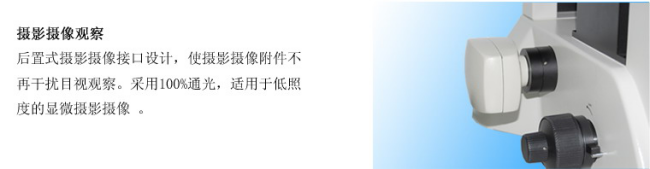 摄影摄像观察
后置式摄影摄像接口设计，使摄影摄像附件不
再干扰目视观察。采用100%通光，适用于低照
度的显微摄影摄像 。